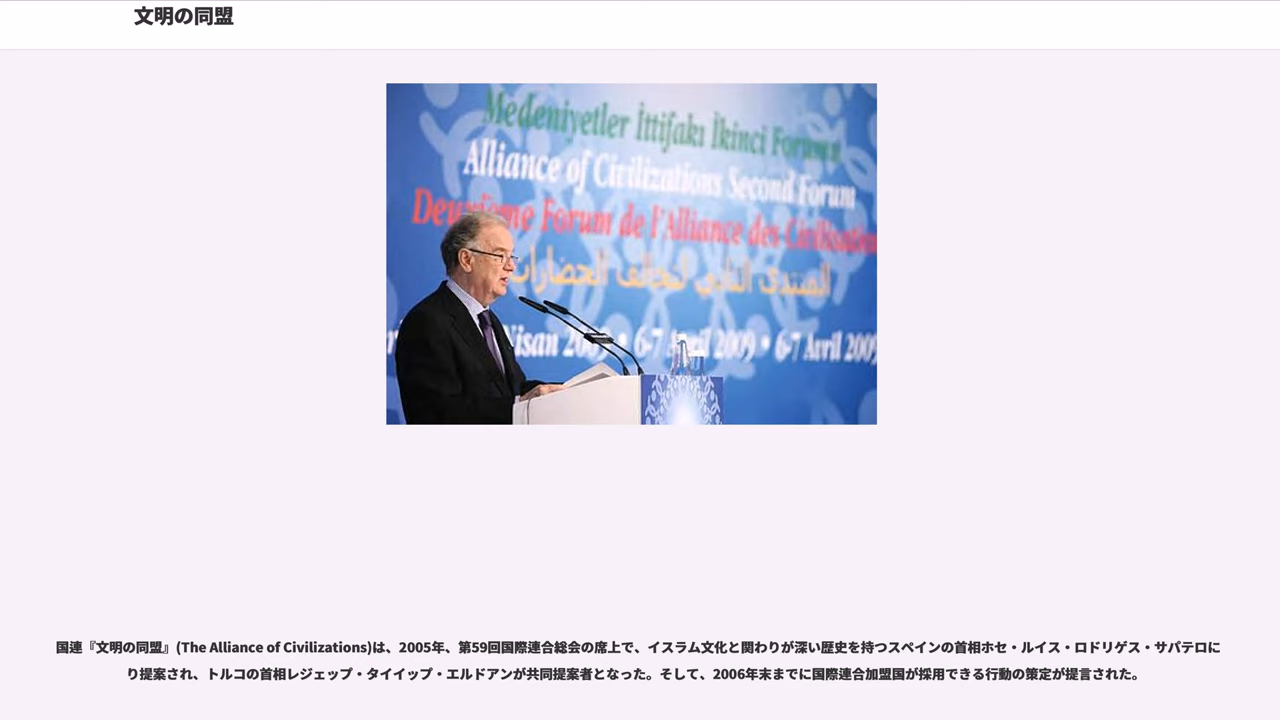 文明の同盟
Medeniyetler İttifakı İkinci Forumu
Alliance of Civilizations Second Forum
Forum de l'Alliance des
Nisan 2009 • 6-7 April 2009 • 6-7 Avril 2009
国連『文明の同盟』(The Alliance of Civilizations)は、2005年、第59回国際連合総会の席上で、イスラム文化と関わりが深い歴史を持つスペインの首相ホセ・ルイス・ロドリゲス・サパテロに
り提案され、トルコの首相レジェップ・タイイップ・エルドアンが共同提案者となった。そして、2006年末までに国際連合加盟国が採用できる行動の策定が提言された。